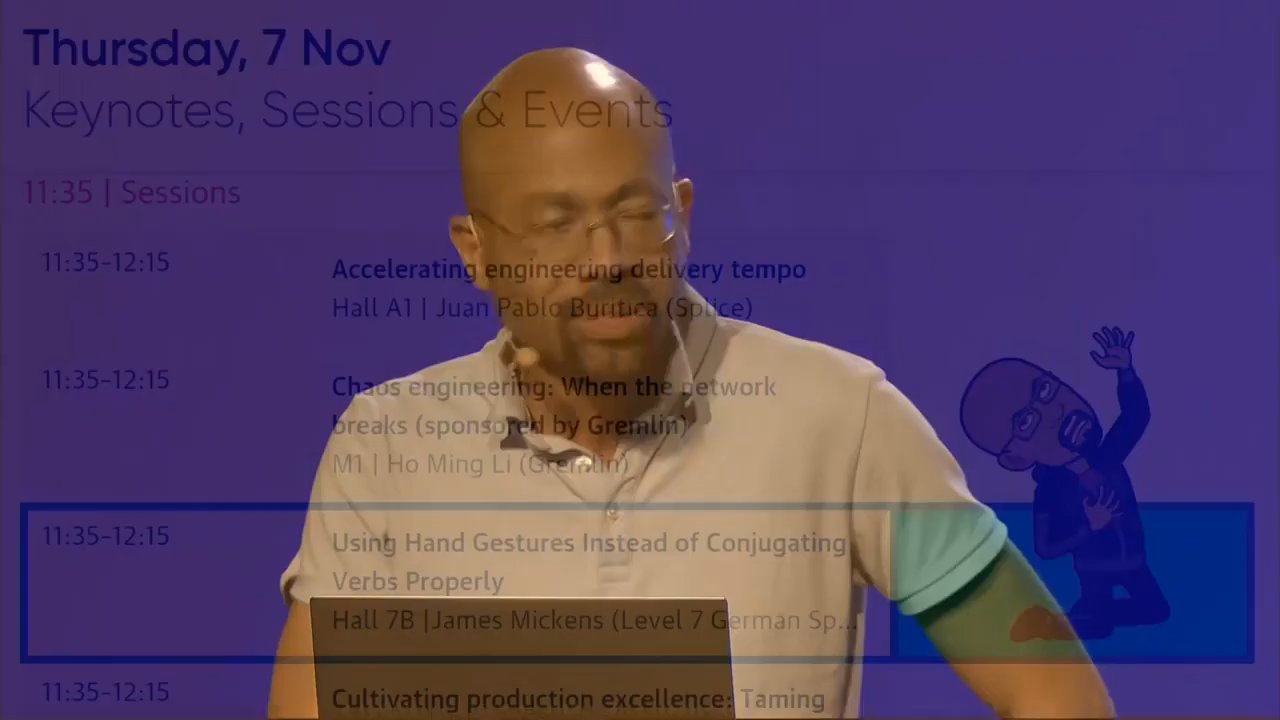 Thursday, 7 Nov
Keynotes, Sessions & Events
11:35 | Sessions
11:35–12:15
Accelerating engineering delivery tempo
Hall A1 | Juan Pablo Buritica (Splice)
11:35–12:15
Chaos engineering: When the network
breaks (sponsored by Gremlin)
M1 | Ho Ming Li (Gremlin)
11:35–12:15
Using Hand Gestures Instead of Conjugating
Verbs Properly
Hall 7B |James Mickens (Level 7 German Sp...
11:35–12:15
Cultivating production excellence: Taming